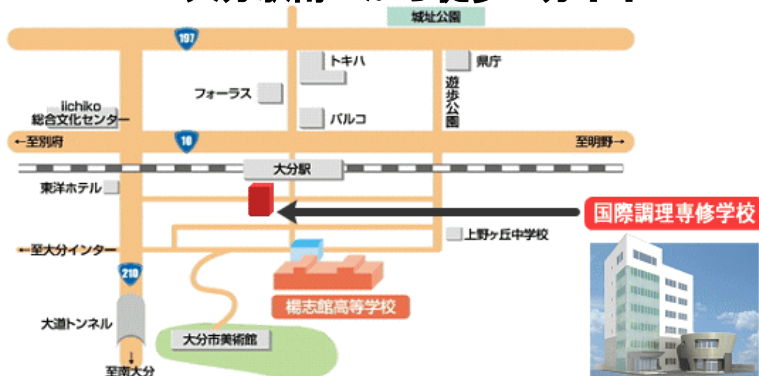 城址公園
197
トキハ
県庁
フォーラス
遊歩公園
iichiko
総合文化センター
パルコ
←至別府
10
至明野→
大分駅
東洋ホテル
国際調理専修学校
上野ヶ丘中学校
←至大分インター
210
楊志館高等学校
大道トンネル
大分市美術館
↓
至南大分